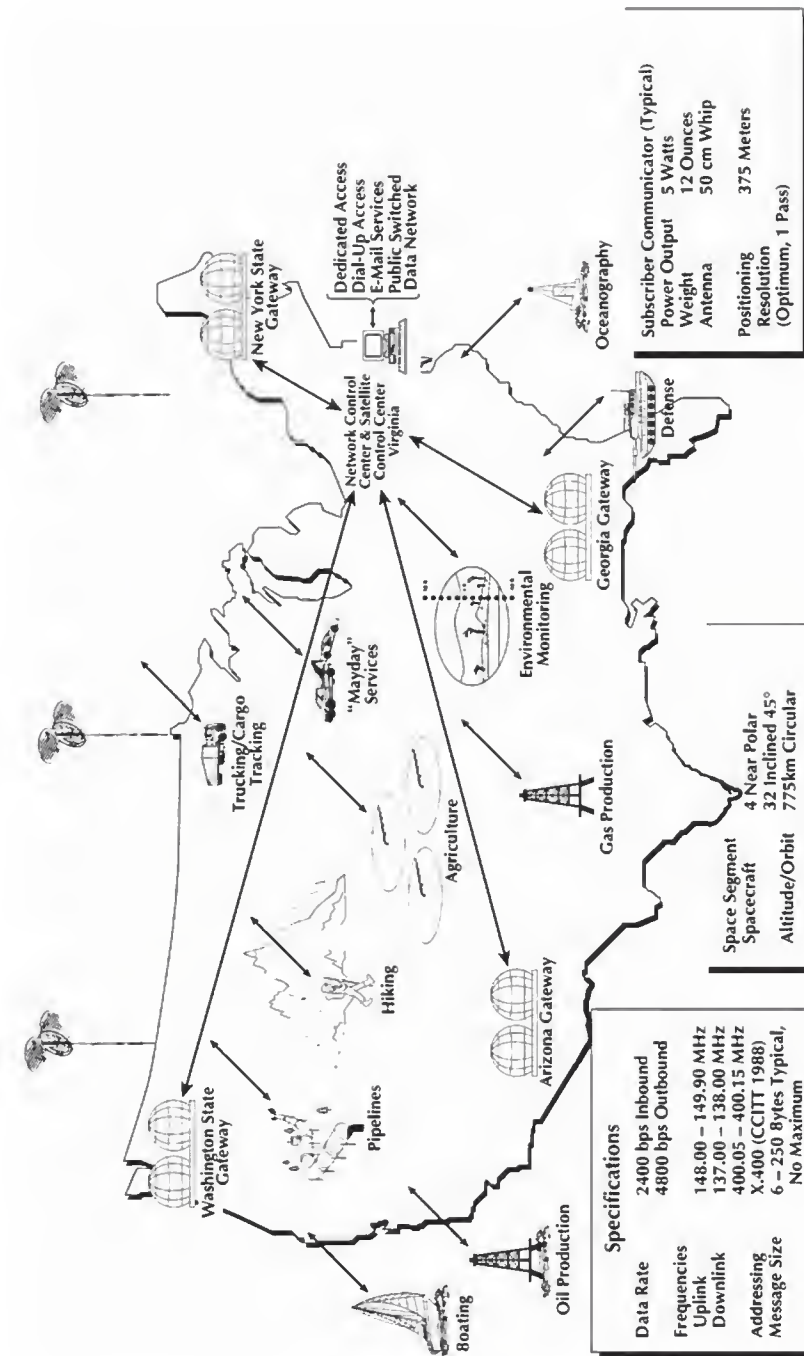 New York State
Gateway
Washington State
Gateway
Trucking/Cargo
Tracking
"Mayday"
Services
Network Control
Center & Satellite
Control Center
Virginia
Dedicated Access
Dial-Up Access
E-Mail Services
Public Switched
Data Network
Pipelines
Hiking
Agriculture
Environmental
Monitoring
Oceanography
Boating
Oil Production
Arizona Gateway
Gas Production
Georgia Gateway
Defense
Specifications
Data Rate 2400 bps Inbound
4800 bps Outbound
Frequencies
Uplink 148.00 – 149.90 MHz
Downlink 137.00 – 138.00 MHz
400.05 – 400.15 MHz
Addressing X.400 (CCITT 1988)
Message Size 6 – 250 Bytes Typical,
No Maximum
Space Segment
Spacecraft 4 Near Polar
32 Inclined 45°
Altitude/Orbit 775km Circular
Subscriber Communicator (Typical)
Power Output 5 Watts
Weight 12 Ounces
Antenna 50 cm Whip
Positioning 375 Meters
Resolution
(Optimum, 1 Pass)